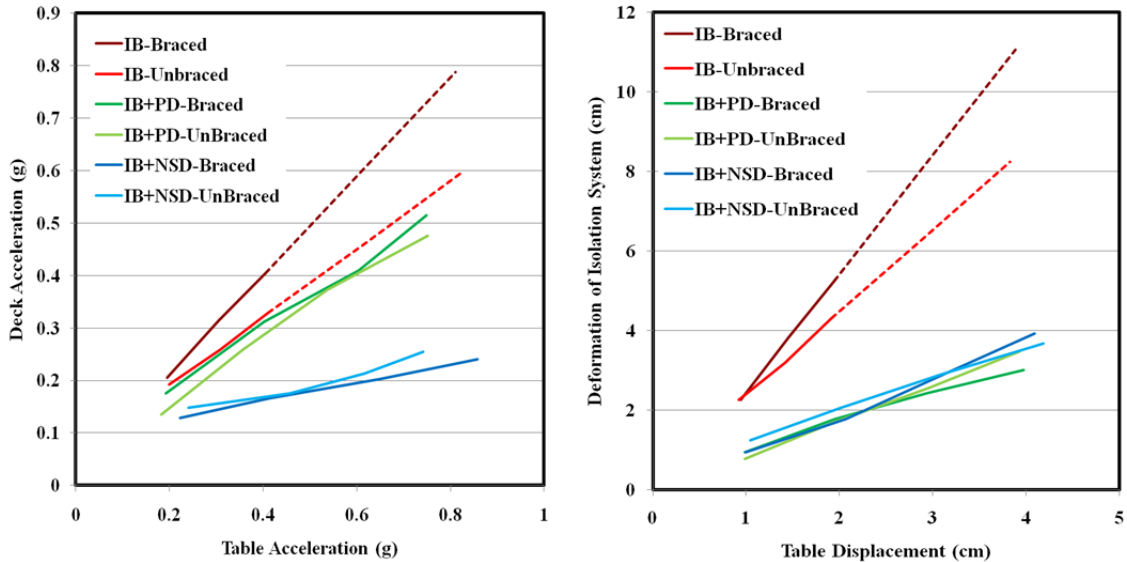 0.9
0.8
0.7
0.6
0.5
0.4
0.3
0.2
0.1
0
Deck Acceleration (g)
IB-Braced
IB-Unbraced
IB+PD-Braced
IB+PD-UnBraced
IB+NSD-Braced
IB+NSD-UnBraced
0 0.2 0.4 0.6 0.8 1
Table Acceleration (g)
12
10
8
6
4
2
0
Deformation of Isolation System (cm)
IB-Braced
IB-Unbraced
IB+PD-Braced
IB+PD-UnBraced
IB+NSD-Braced
IB+NSD-UnBraced
0 1 2 3 4 5
Table Displacement (cm)